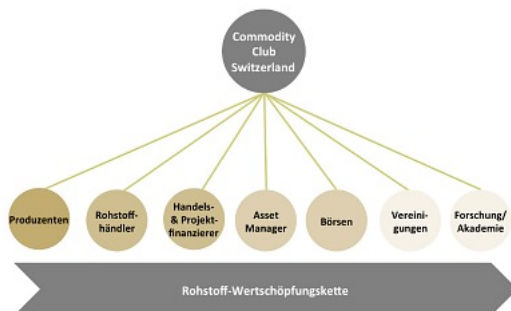 Commodity
Club
Switzerland
Produzenten
Rohstoff-
händler
Handels-
& Projekt-
finanzierer
Asset
Manager
Börsen
Vereini-
gungen
Forschung/
Akademie
Rohstoff-Wertschöpfungskette